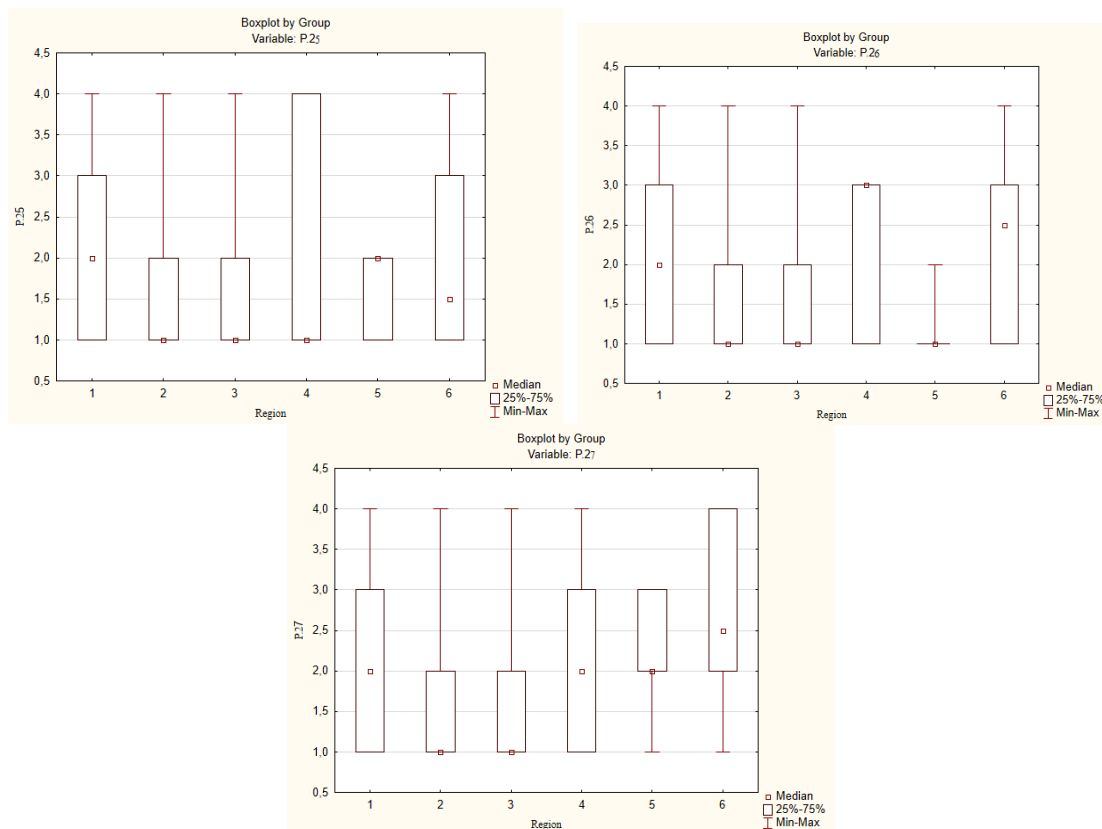 Boxplot by Group
Variable: P.25
4,5
4,0
3,5
3,0
2,5
2,0
1,5
1,0
0,5
P.25
1 2 3 4 5 6
Region
Median
25%-75%
Min-Max
Boxplot by Group
Variable: P.26
4,5
4,0
3,5
3,0
2,5
2,0
1,5
1,0
0,5
P.26
1 2 3 4 5 6
Region
Median
25%-75%
Min-Max
Boxplot by Group
Variable: P.27
4,5
4,0
3,5
3,0
2,5
2,0
1,5
1,0
0,5
P.27
1 2 3 4 5 6
Region
Median
25%-75%
Min-Max